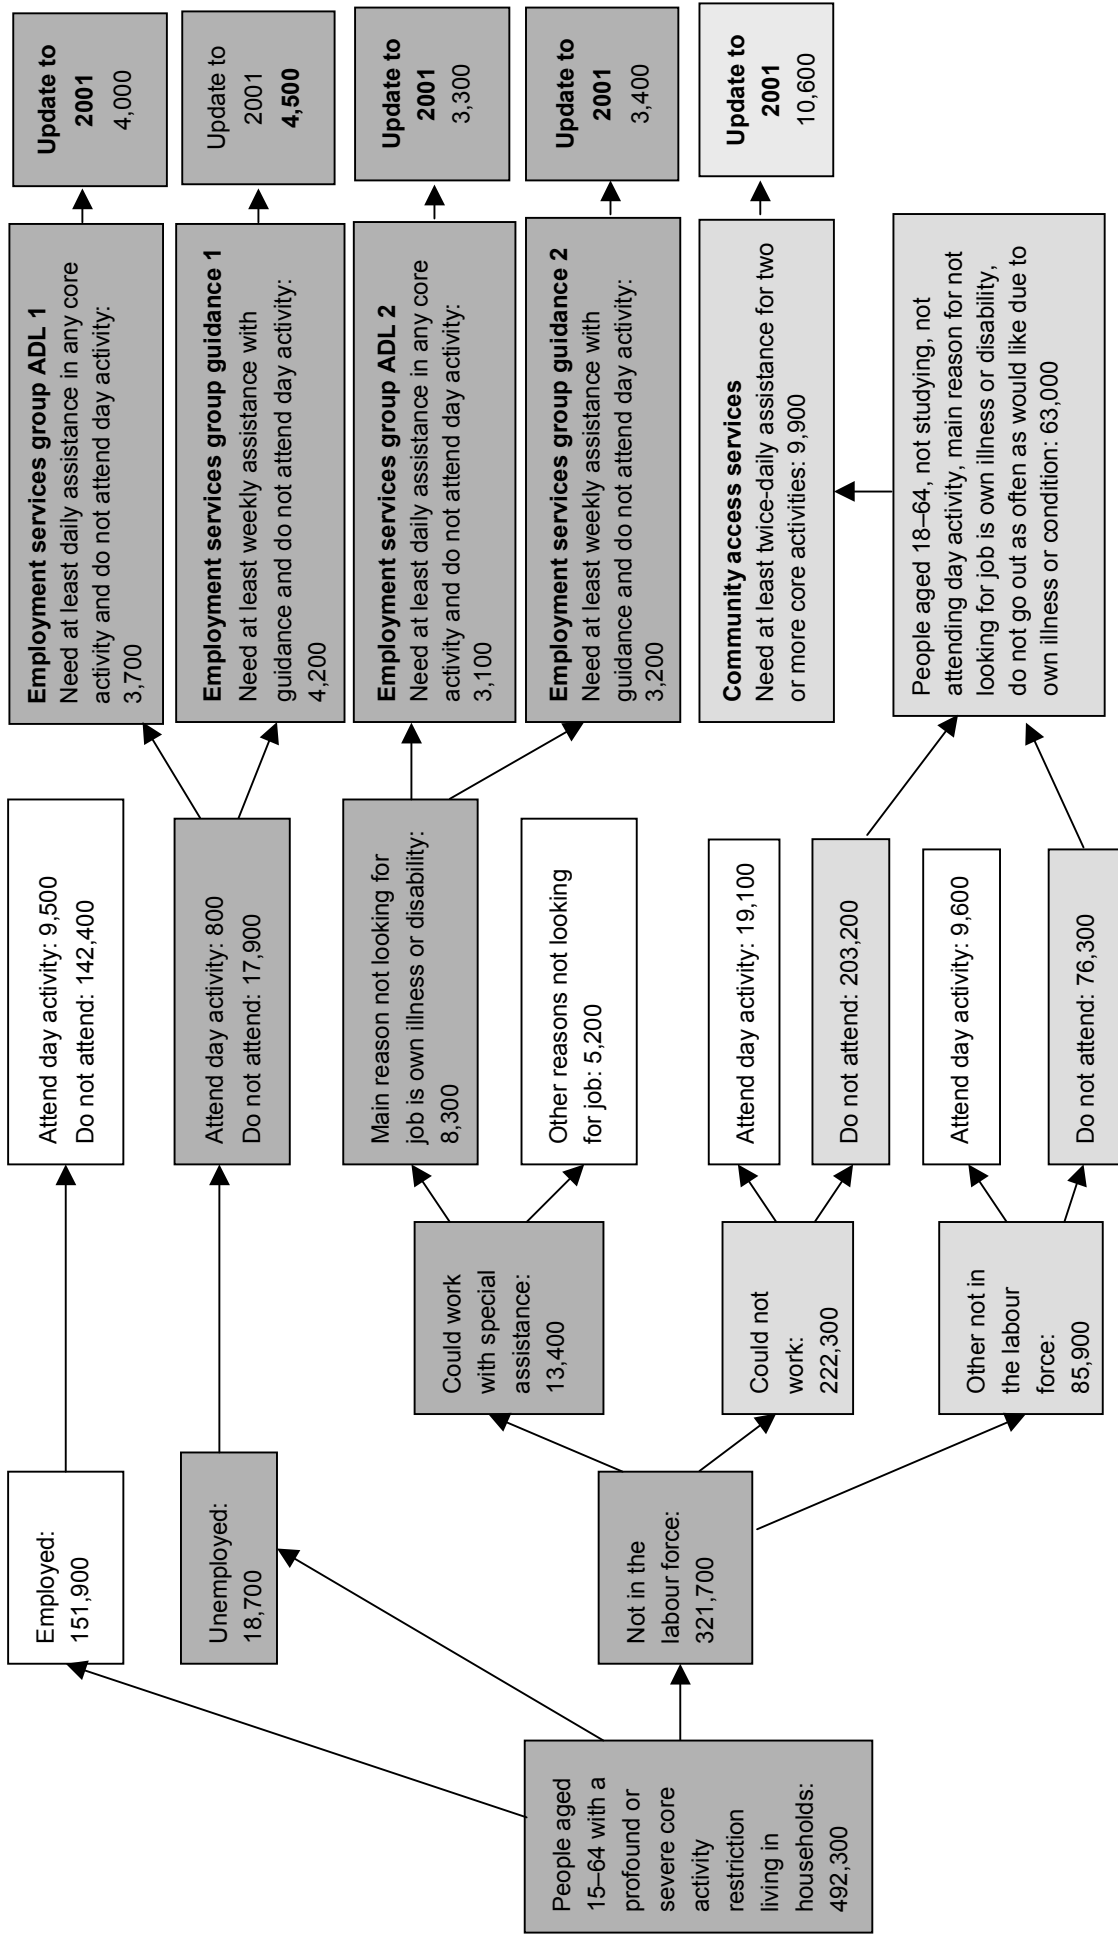 People aged
15–64 with a
profound or
severe core
activity
restriction
living in
households:
492,300
Employed:
151,900
Unemployed:
18,700
Not in the
labour force:
321,700
Could work
with special
assistance:
13,400
Could not
work:
222,300
Other not in
the labour
force:
85,900
Attend day activity: 9,500
Do not attend: 142,400
Attend day activity: 800
Do not attend: 17,900
Main reason not looking for
job is own illness or disability:
8,300
Other reasons not looking
for job: 5,200
Attend day activity: 19,100
Do not attend: 203,200
Attend day activity: 9,600
Do not attend: 76,300
Employment services group ADL 1
Need at least daily assistance in any core
activity and do not attend day activity:
3,700
Employment services group guidance 1
Need at least weekly assistance with
guidance and do not attend day activity:
4,200
Employment services group ADL 2
Need at least daily assistance in any core
activity and do not attend day activity:
3,100
Employment services group guidance 2
Need at least weekly assistance with
guidance and do not attend day activity:
3,200
Community access services
Need at least twice-daily assistance for two
or more core activities: 9,900
People aged 18–64, not studying, not
attending day activity, main reason for not
looking for job is own illness or disability,
do not go out as often as would like due to
own illness or condition: 63,000
Update to
2001
4,000
Update to
2001
4,500
Update to
2001
3,300
Update to
2001
3,400
Update to
2001
10,600